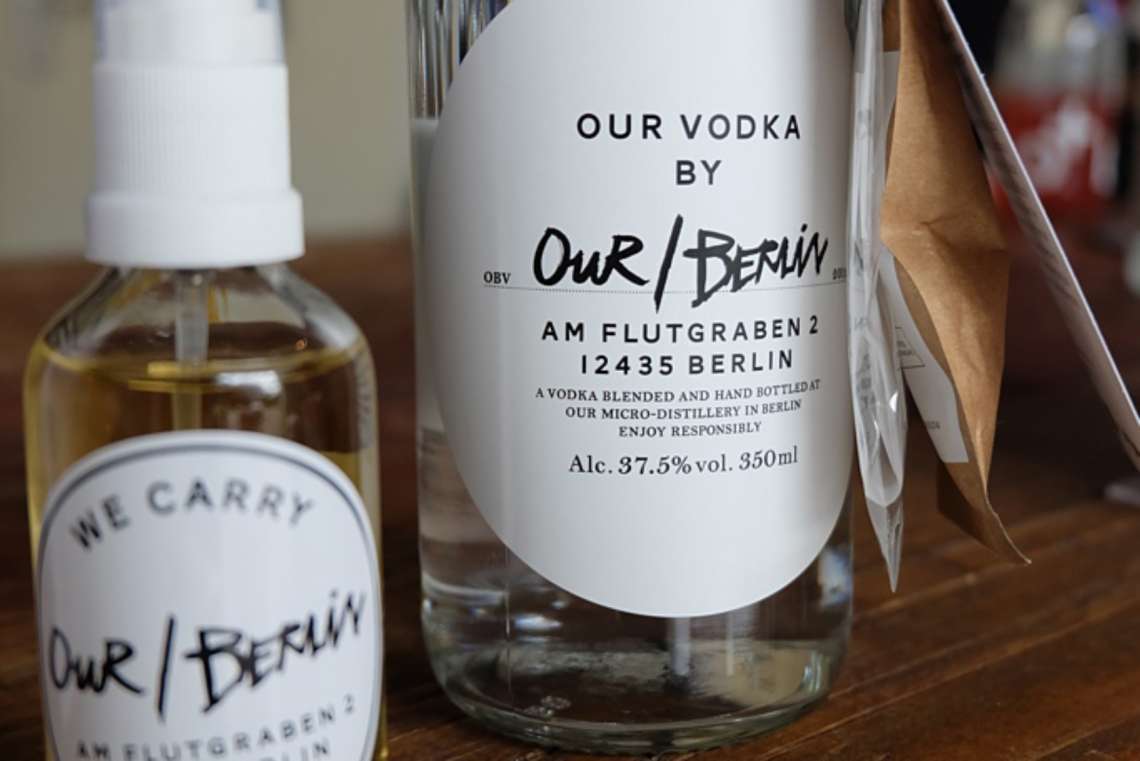 OUR VODKA
BY
OBV
OUR/BERLIN
AM FLUTGRABEN 2
12435 BERLIN
A VODKA BLENDED AND HAND BOTTLED AT
OUR MICRO-DISTILLERY IN BERLIN
ENJOY RESPONSIBLY
Alc. 37.5% vol. 350ml
WE CARRY
OUR/BERLIN
AM FLUTGRABEN 2